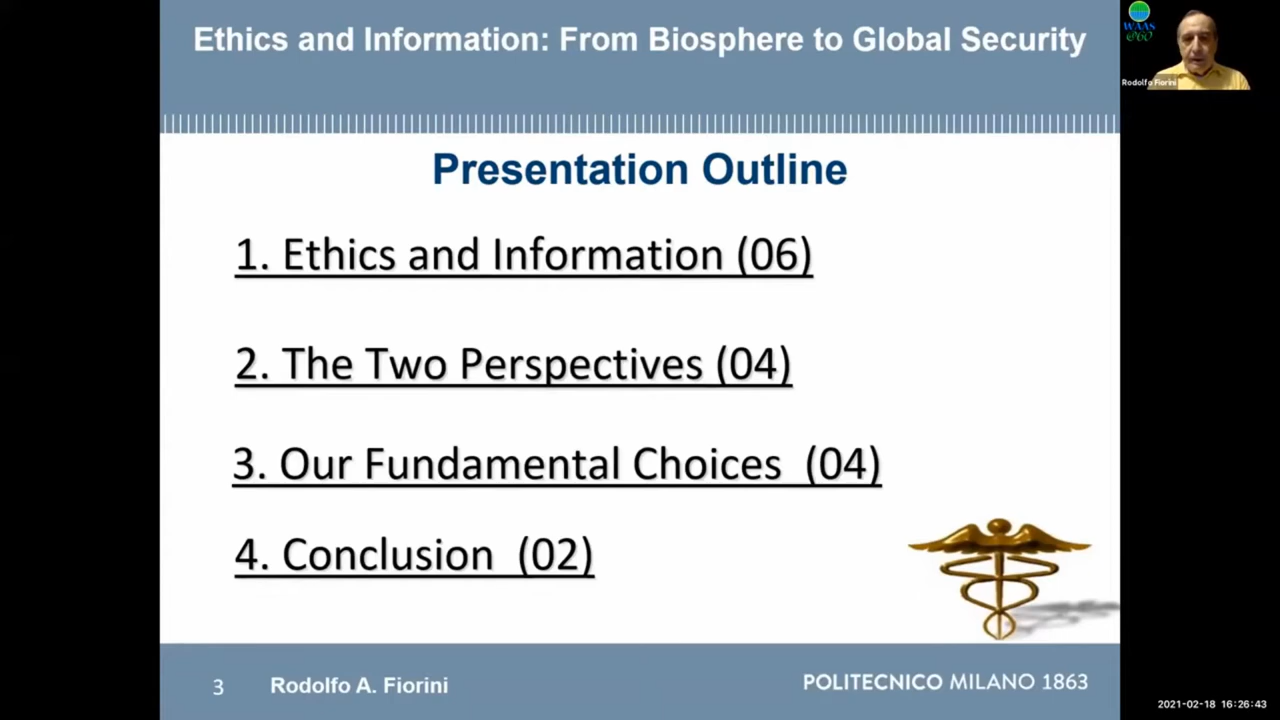 Ethics and Information: From Biosphere to Global Security
WAAS
@60
Rodolfo Fiorini
Presentation Outline
1. Ethics and Information (06)
2. The Two Perspectives (04)
3. Our Fundamental Choices (04)
4. Conclusion (02)
3
Rodolfo A. Fiorini
POLITECNICO MILANO 1863
2021-02-18 16:26:43